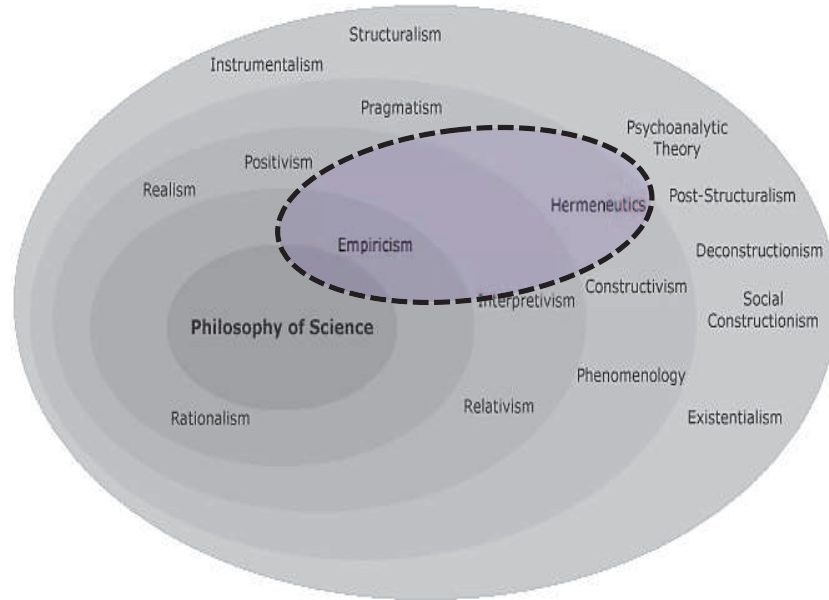 Structuralism
Instrumentalism
Pragmatism
Psychoanalytic
Theory
Positivism
Realism
Hermeneutics
Post-Structuralism
Empiricism
Deconstructionism
Constructivism
Interpretivism
Social
Constructionism
Philosophy of Science
Phenomenology
Relativism
Rationalism
Existentialism